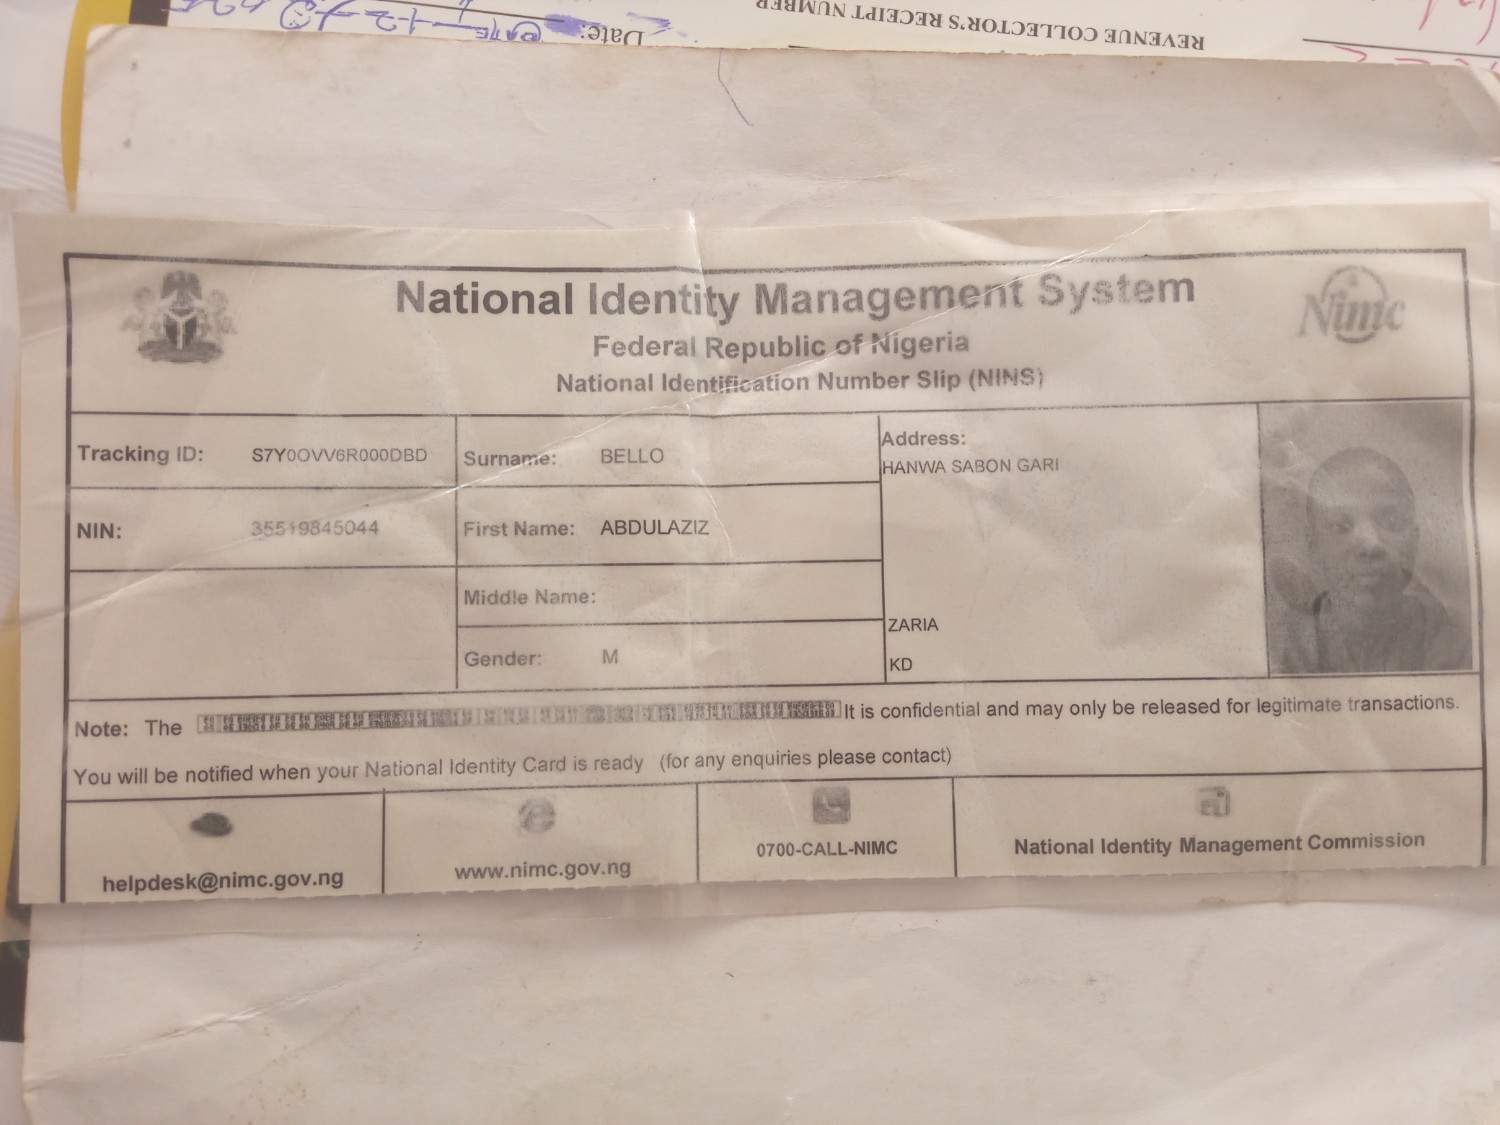 REVENUE COLLECTOR'S RECEIPT NUMBER
Date:
National Identity Management System
Federal Republic of Nigeria
National Identification Number Slip (NINS)
Nimc
Tracking ID: S7Y0OVV6R000DBD
NIN: 35519845044
Surname: BELLO
First Name: ABDULAZIZ
Middle Name:
Gender: M
Address:
HANWA SABON GARI
ZARIA
KD
Note: The It is confidential and may only be released for legitimate transactions.
You will be notified when your National Identity Card is ready (for any enquiries please contact)
helpdesk@nimc.gov.ng
www.nimc.gov.ng
0700-CALL-NIMC
National Identity Management Commission